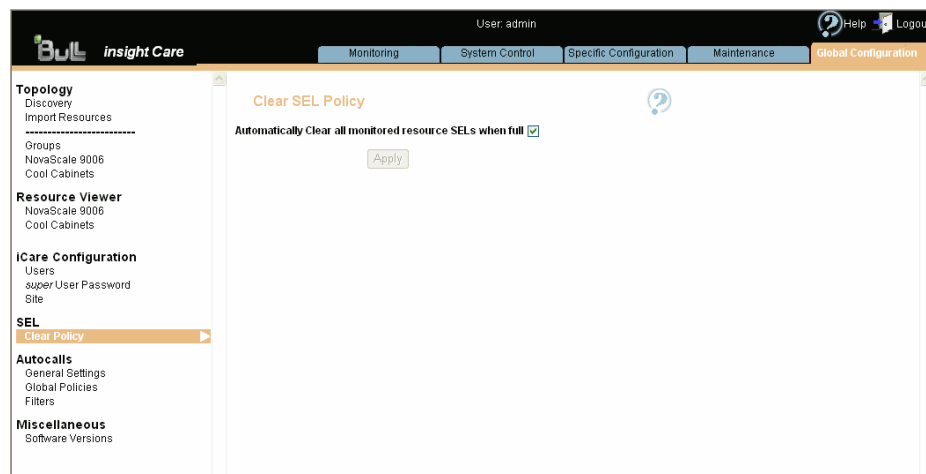 User: admin
Help
Logou
Bull
insight Care
Monitoring
System Control
Specific Configuration
Maintenance
Global Configuration
Topology
Discovery
Import Resources
-------------------------
Groups
NovaScale 9006
Cool Cabinets
Resource Viewer
NovaScale 9006
Cool Cabinets
iCare Configuration
Users
super User Password
Site
SEL
Clear Policy
Autocalls
General Settings
Global Policies
Filters
Miscellaneous
Software Versions
Clear SEL Policy
Automatically Clear all monitored resource SELs when full
Apply